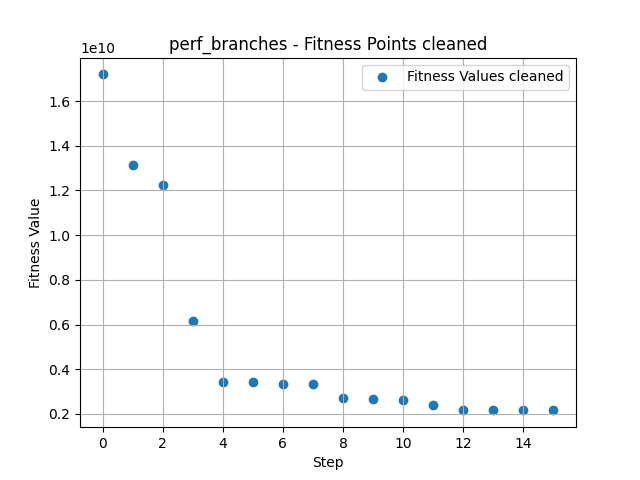 perf_branches - Fitness Points cleaned
1e10
Fitness Values cleaned
1.6
1.4
1.2
1.0
0.8
0.6
0.4
0.2
Fitness Value
0 2 4 6 8 10 12 14
Step